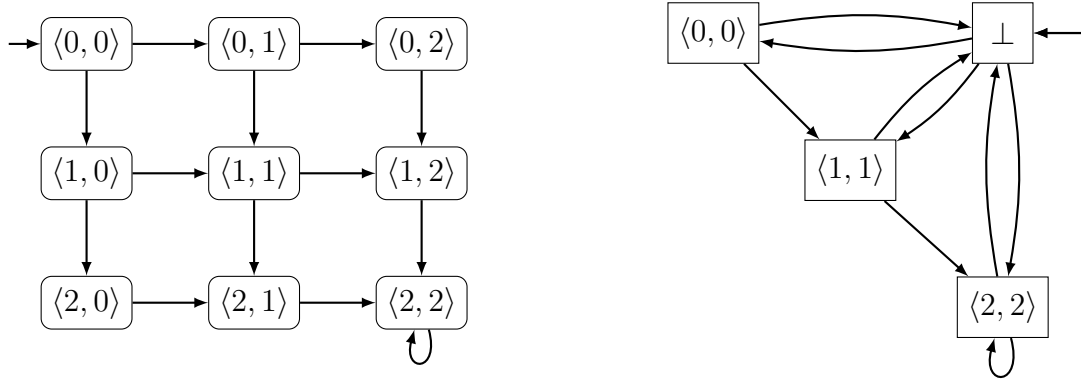 ⟨0, 0⟩ ⟨0, 1⟩ ⟨0, 2⟩ ⟨0, 0⟩ ⊥
⟨1, 0⟩ ⟨1, 1⟩ ⟨1, 2⟩ ⟨1, 1⟩
⟨2, 0⟩ ⟨2, 1⟩ ⟨2, 2⟩ ⟨2, 2⟩